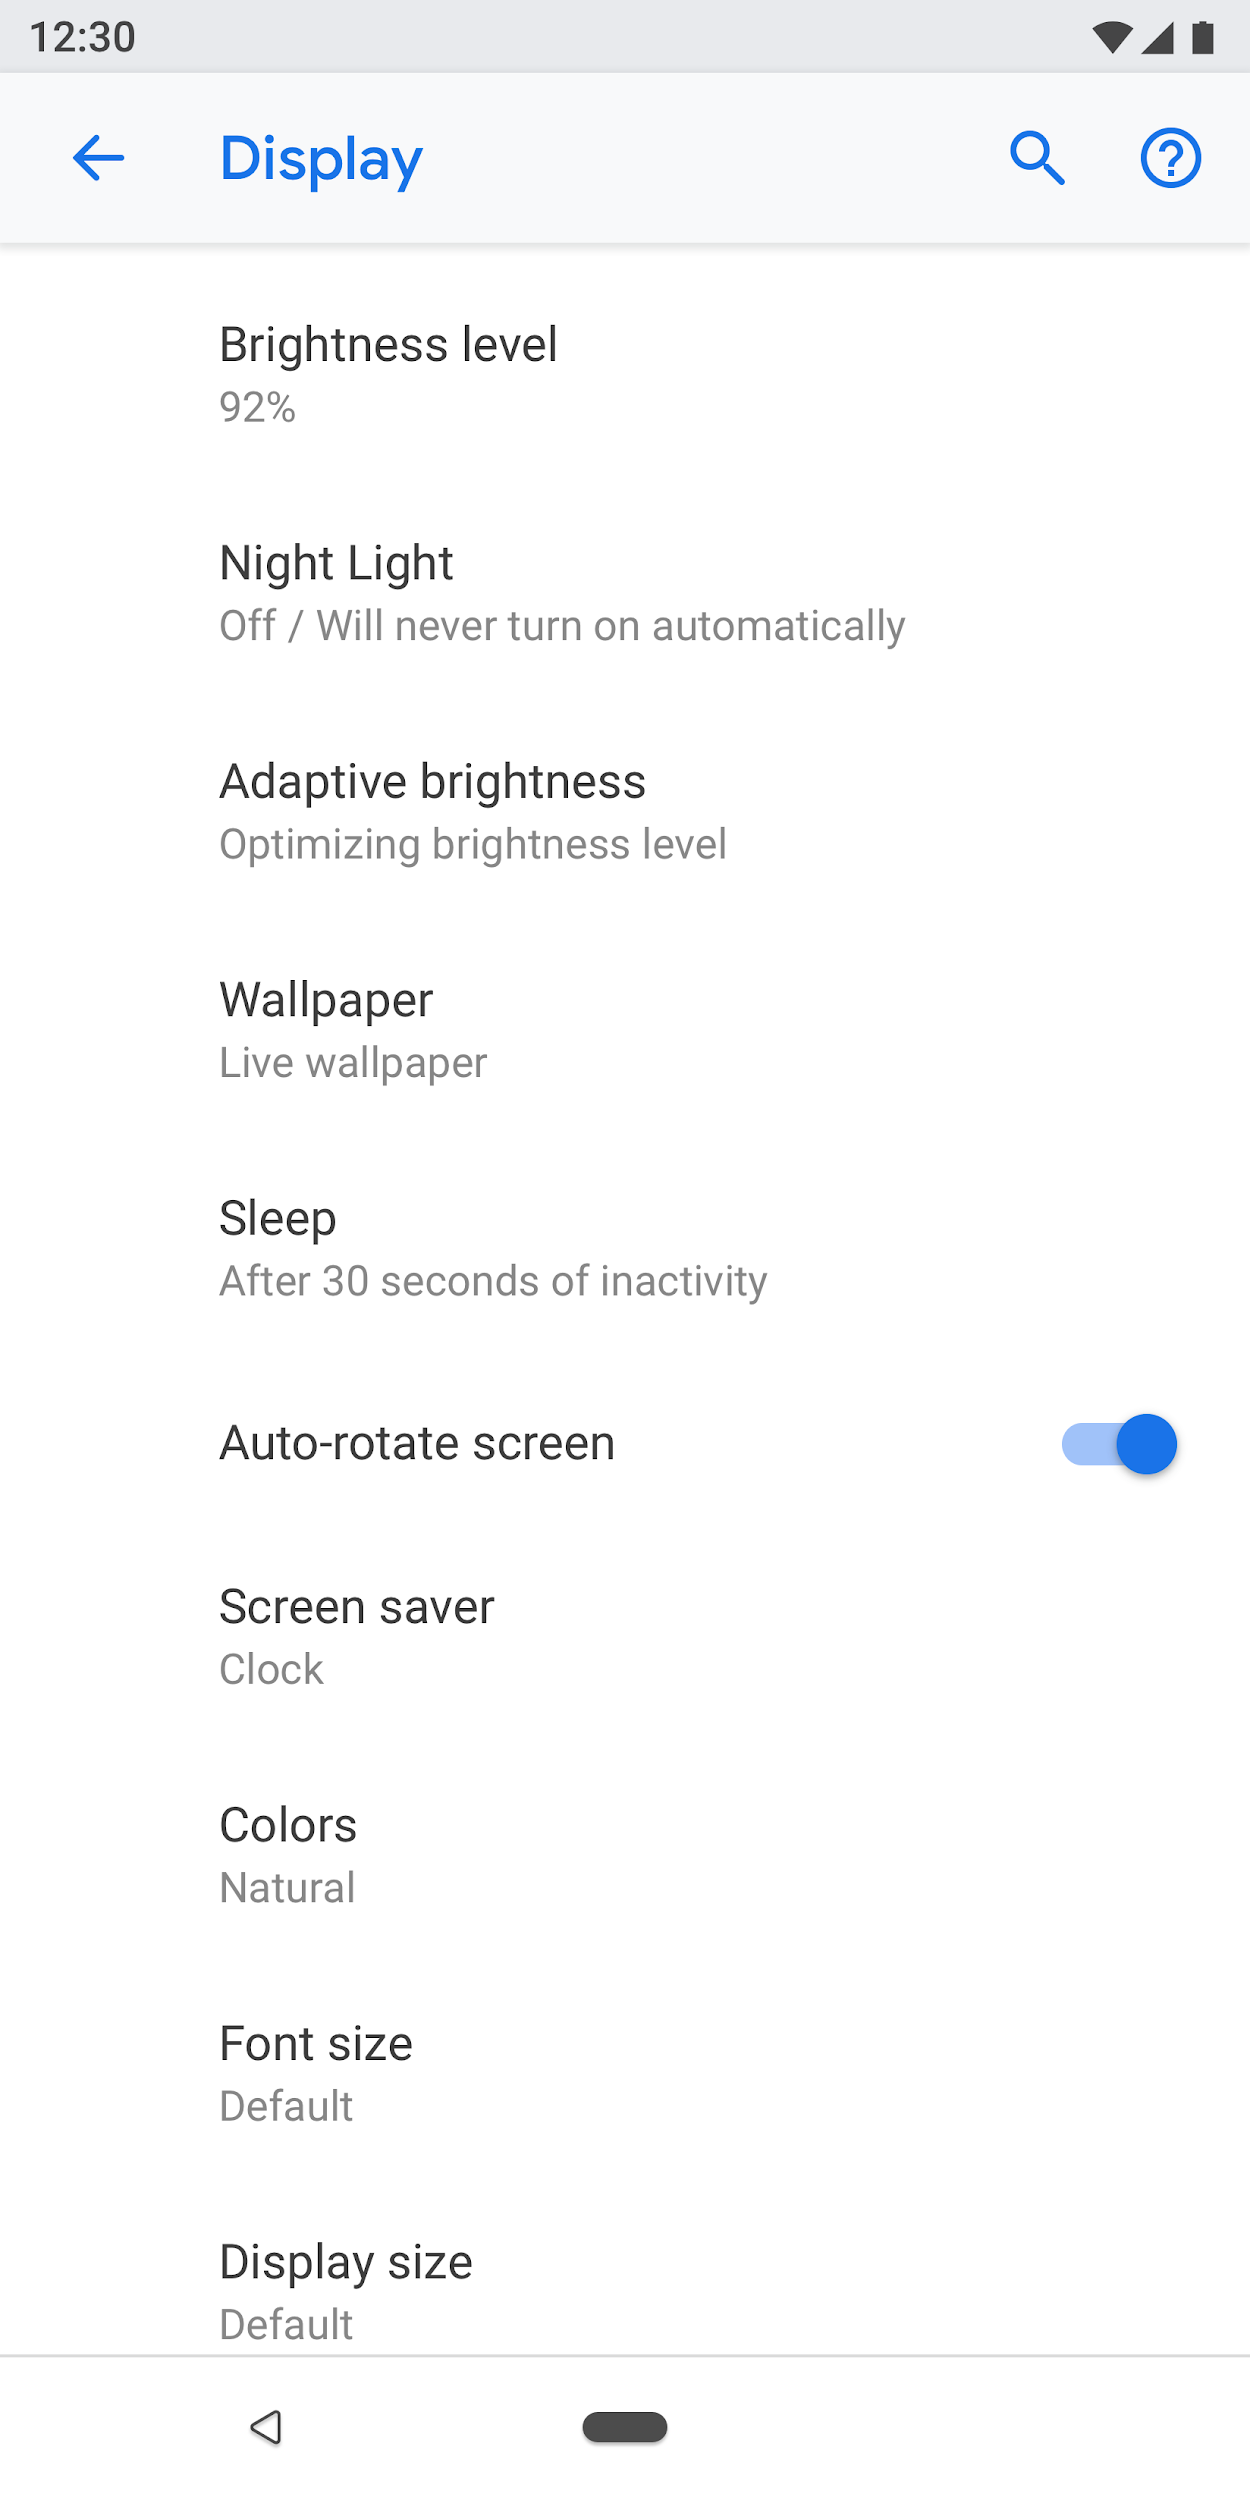 12:30
Display
Brightness level
92%
Night Light
Off / Will never turn on automatically
Adaptive brightness
Optimizing brightness level
Wallpaper
Live wallpaper
Sleep
After 30 seconds of inactivity
Auto-rotate screen
Screen saver
Clock
Colors
Natural
Font size
Default
Display size
Default